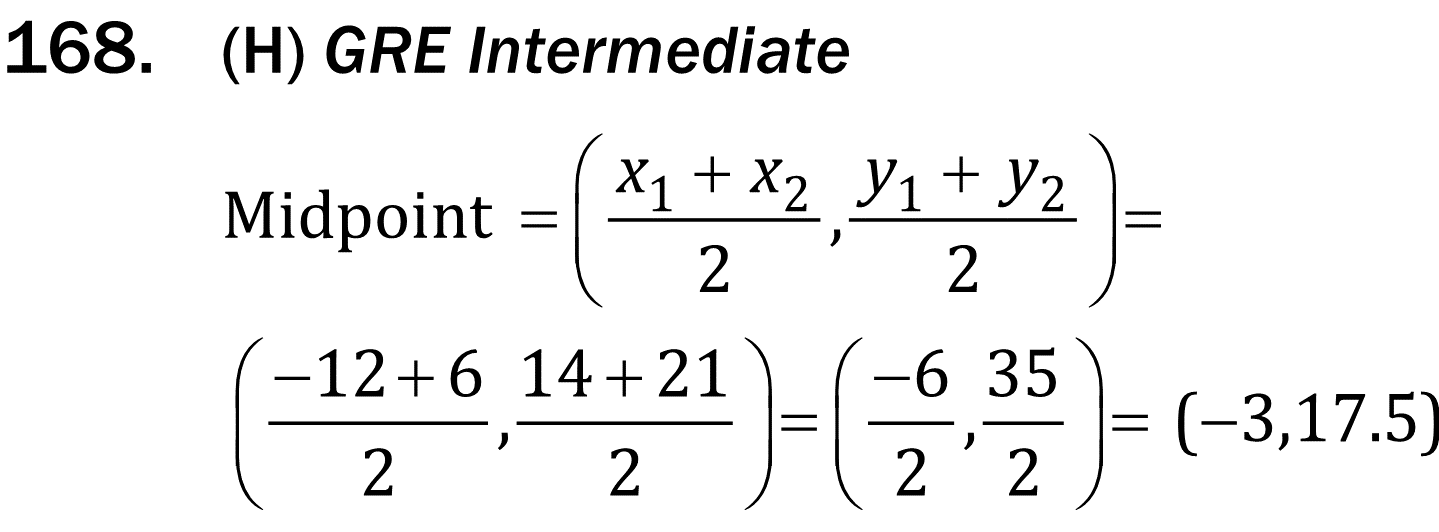 168. (H) GRE Intermediate
Midpoint = ( (x₁ + x₂)/2 , (y₁ + y₂)/2 ) =
( (−12 + 6)/2 , (14 + 21)/2 ) = ( −6/2 , 35/2 ) = (−3,17.5)